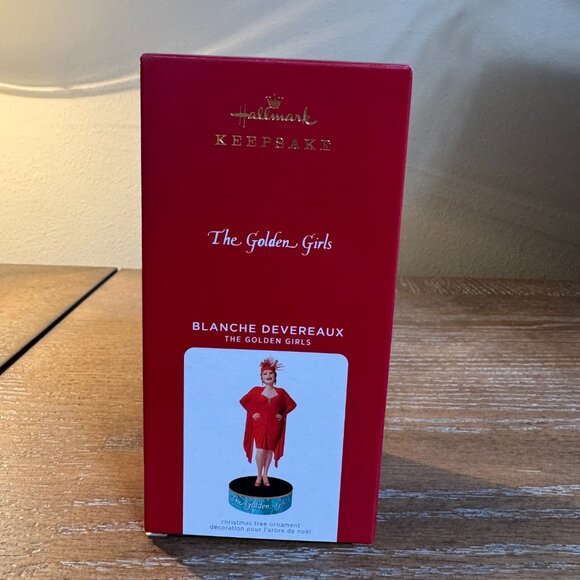 Hallmark
KEEPSAKE
The Golden Girls
BLANCHE DEVEREAUX
THE GOLDEN GIRLS
The Golden Gir
christmas tree ornament
décoration pour l'arbre de noël